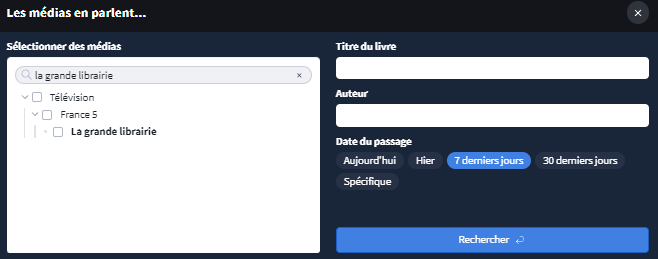 Les médias en parlent...
Sélectionner des médias
la grande librairie
Télévision
France 5
La grande librairie
Titre du livre
Auteur
Date du passage
Aujourd'hui Hier 7 derniers jours 30 derniers jours
Spécifique
Rechercher